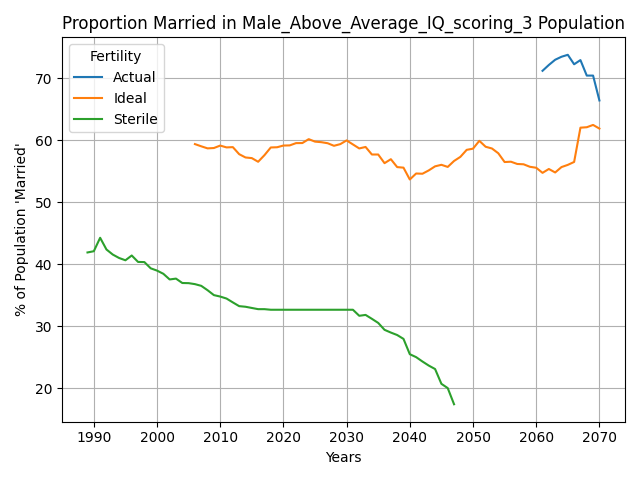 Proportion Married in Male_Above_Average_IQ_scoring_3 Population
Fertility
Actual
Ideal
Sterile
% of Population 'Married'
70
60
50
40
30
20
1990 2000 2010 2020 2030 2040 2050 2060 2070
Years